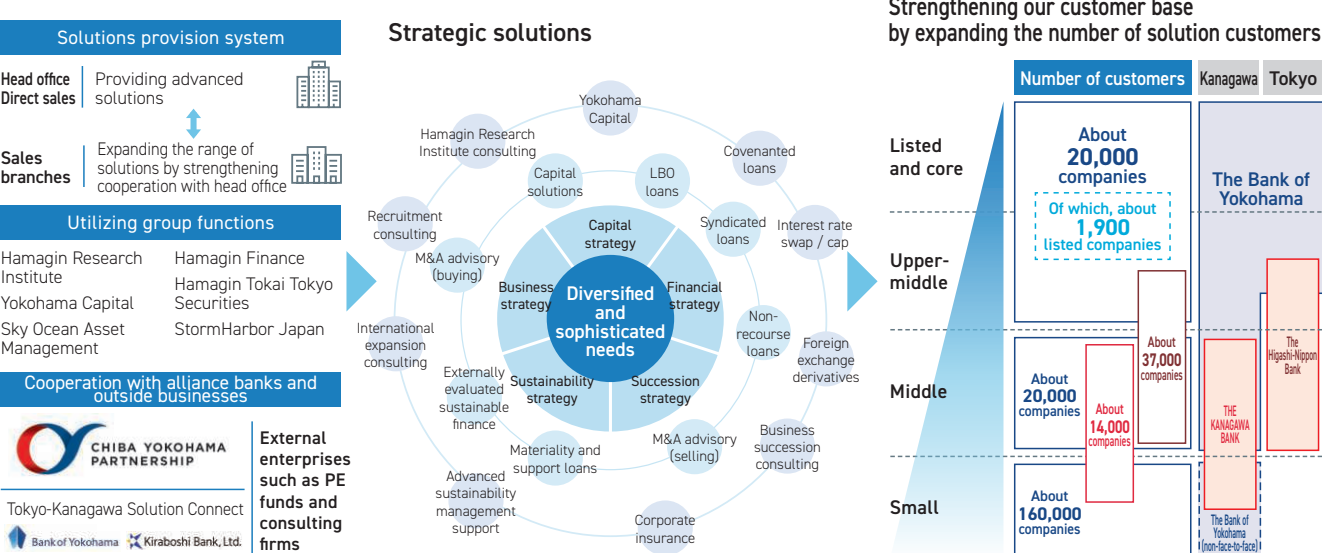 Solutions provision system
Head office
Direct sales
Providing advanced
solutions
Sales
branches
Expanding the range of
solutions by strengthening
cooperation with head office
Utilizing group functions
Hamagin Research
Institute
Yokohama Capital
Sky Ocean Asset
Management
Hamagin Finance
Hamagin Tokai Tokyo
Securities
StormHarbor Japan
Cooperation with alliance banks and
outside businesses
CHIBA YOKOHAMA
PARTNERSHIP
Tokyo-Kanagawa Solution Connect
Bank of Yokohama
Kiraboshi Bank, Ltd.
External
enterprises
such as PE
funds and
consulting
firms
Strategic solutions
Yokohama
Capital
Hamagin Research
Institute consulting
Covenanted
loans
Capital
solutions
LBO
loans
Recruitment
consulting
Syndicated
loans
Interest rate
swap / cap
M&A advisory
(buying)
Capital
strategy
Business
strategy
Financial
strategy
Diversified
and
sophisticated
needs
International
expansion
consulting
Non-
recourse
loans
Foreign
exchange
derivatives
Externally
evaluated
sustainable
finance
Sustainability
strategy
Succession
strategy
Materiality and
support loans
M&A advisory
(selling)
Business
succession
consulting
Advanced
sustainability
management
support
Corporate
insurance
Strengthening our customer base
by expanding the number of solution customers
Number of customers
Kanagawa
Tokyo
Listed
and core
About
20,000
companies
Of which, about
1,900
listed companies
The Bank of
Yokohama
Upper-
middle
About
37,000
companies
The
Higashi-Nippon
Bank
Middle
About
20,000
companies
About
14,000
companies
THE
KANAGAWA
BANK
Small
About
160,000
companies
The Bank of
Yokohama
(non-face-to-face)